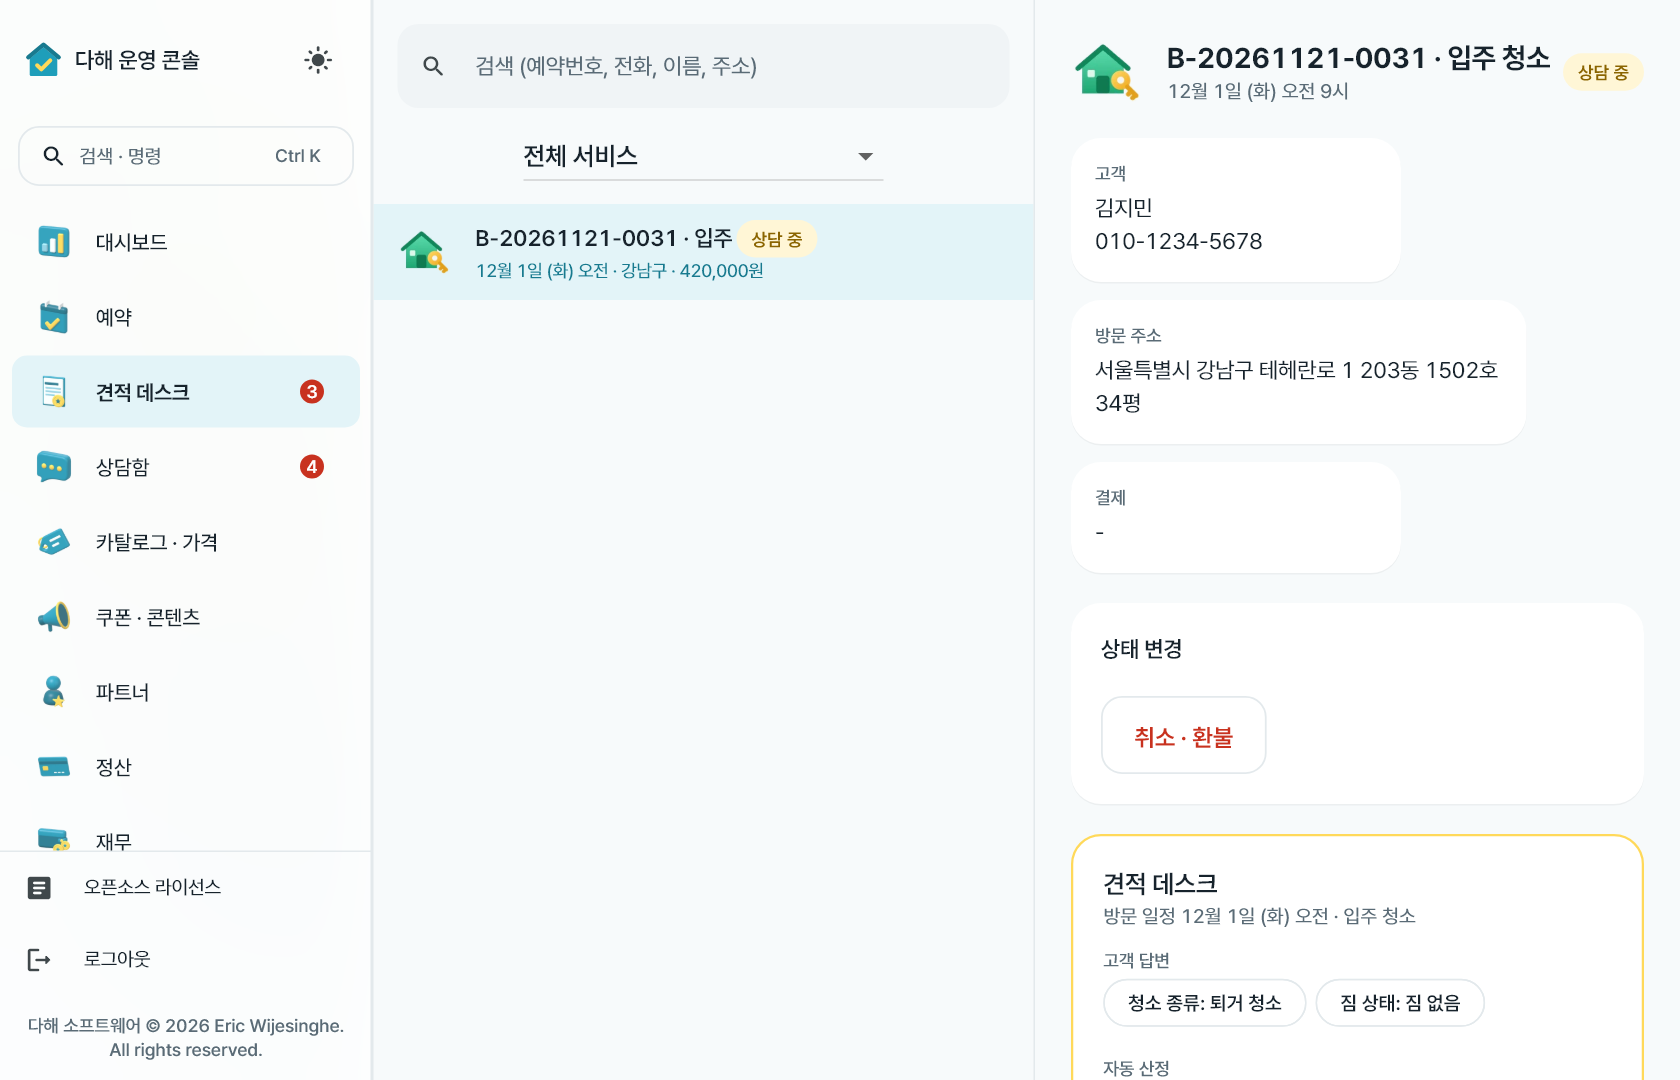 다해 운영 콘솔
검색 · 명령 Ctrl K
대시보드
예약
견적 데스크 3
상담함 4
카탈로그 · 가격
쿠폰 · 콘텐츠
파트너
정산
재무
오픈소스 라이선스
로그아웃
다해 소프트웨어 © 2026 Eric Wijesinghe.
All rights reserved.
검색 (예약번호, 전화, 이름, 주소)
전체 서비스
B-20261121-0031 · 입주 상담 중
12월 1일 (화) 오전 · 강남구 · 420,000원
B-20261121-0031 · 입주 청소 상담 중
12월 1일 (화) 오전 9시
고객
김지민
010-1234-5678
방문 주소
서울특별시 강남구 테헤란로 1 203동 1502호
34평
결제
-
상태 변경
취소 · 환불
견적 데스크
방문 일정 12월 1일 (화) 오전 · 입주 청소
고객 답변
청소 종류: 퇴거 청소 짐 상태: 짐 없음
자동 산정